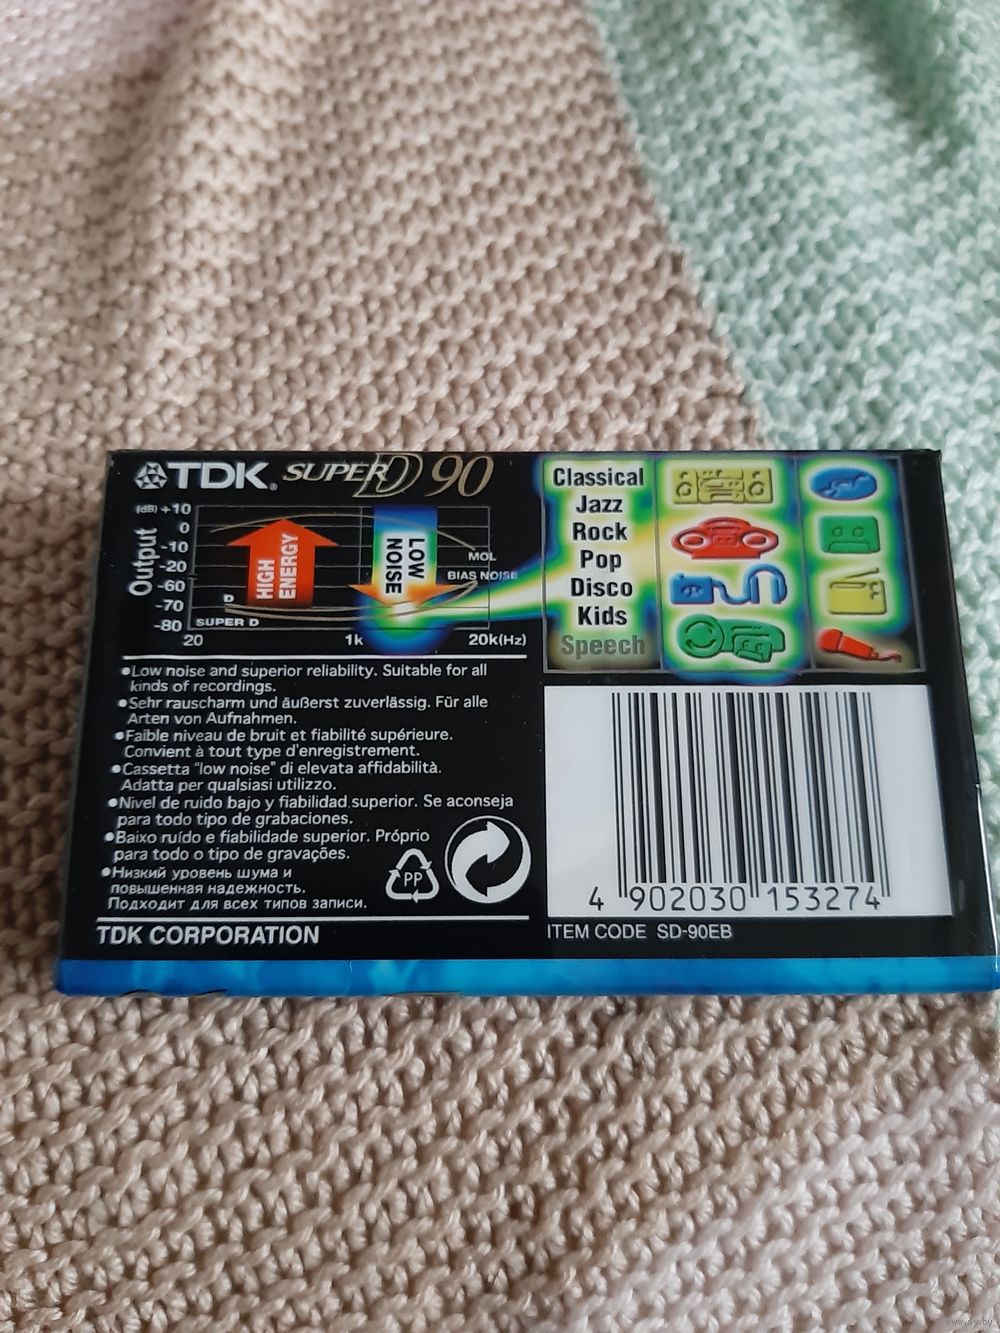 TDK® SUPER D 90
(dB) +10
0
-10
-20
-60
-70
-80
Output
HIGH ENERGY
LOW NOISE
MOL
BIAS NOISE
D
SUPER D
20 1k 20k(Hz)
Classical
Jazz
Rock
Pop
Disco
Kids
Speech
•Low noise and superior reliability. Suitable for all
kinds of recordings.
•Sehr rauscharm und äußerst zuverlässig. Für alle
Arten von Aufnahmen.
•Faible niveau de bruit et fiabilité supérieure.
Convient à tout type d'enregistrement.
•Cassetta "low noise" di elevata affidabilità.
Adatta per qualsiasi utilizzo.
•Nivel de ruido bajo y fiabilidad superior. Se aconseja
para todo tipo de grabaciones.
•Baixo ruído e fiabilidade superior. Próprio
para todo o tipo de gravações.
•Низкий уровень шума и
повышенная надежность.
Подходит для всех типов записи.
PP
TDK CORPORATION
4 902030 153274
ITEM CODE SD-90EB
www.ay.by